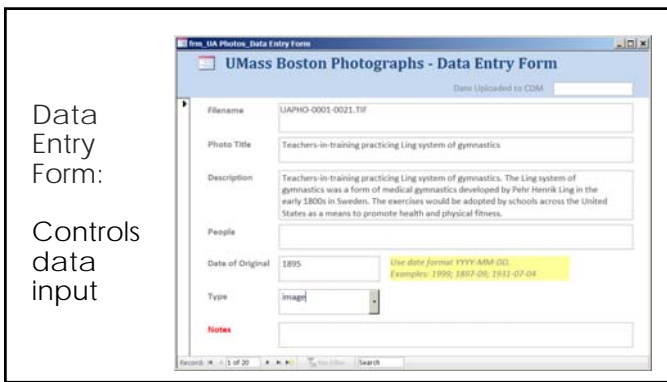 Data
Entry
Form:
Controls
data
input
frm_UA Photos_Data Entry Form
UMass Boston Photographs - Data Entry Form
Date Uploaded to CDM
Filename UAPHO-0001-0021.TIF
Photo Title Teachers-in-training practicing Ling system of gymnastics
Description Teachers-in-training practicing Ling system of gymnastics. The Ling system of
gymnastics was a form of medical gymnastics developed by Pehr Henrik Ling in the
early 1800s in Sweden. The exercises would be adopted by schools across the United
States as a means to promote health and physical fitness.
People
Date of Original 1895 Use date format YYYY-MM-DD.
Examples: 1999; 1897-09; 1931-07-04
Type image
Notes
Record: 1 of 20 No Filter Search